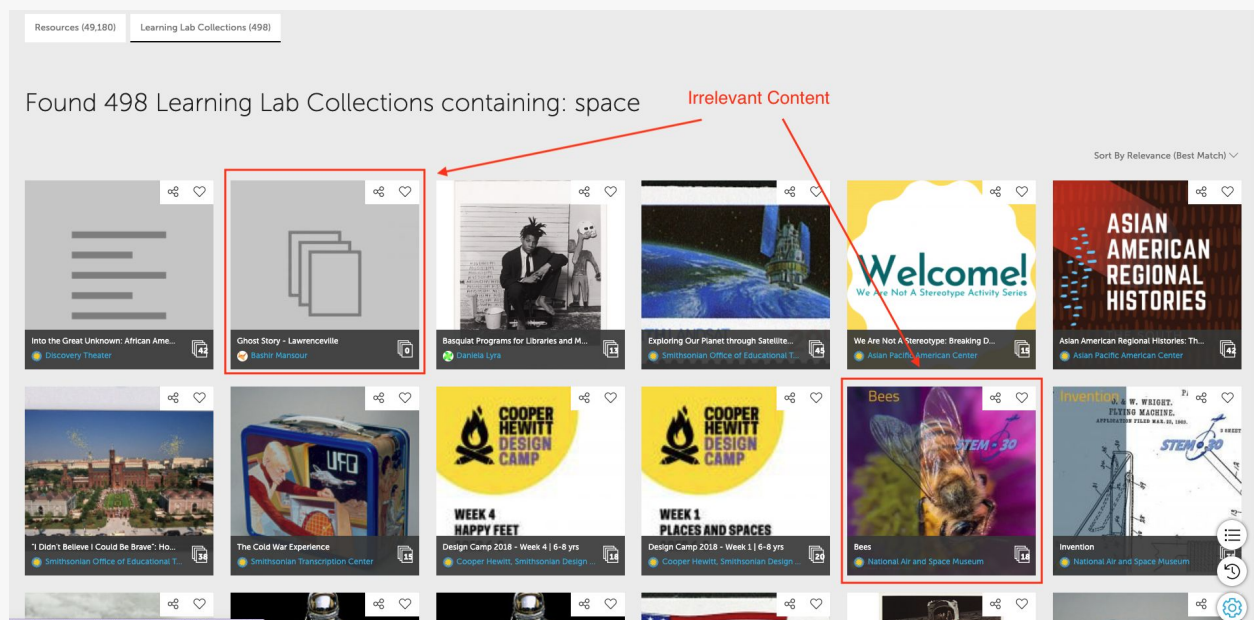 Resources (49,180)
Learning Lab Collections (498)
Found 498 Learning Lab Collections containing: space
Irrelevant Content
Sort By Relevance (Best Match)
Into the Great Unknown: African Ame...
Discovery Theater
42
Ghost Story - Lawrenceville
Bashir Mansour
0
Basquiat Programs for Libraries and M...
Daniela Lyra
13
Exploring Our Planet through Satellite...
Smithsonian Office of Educational T...
45
Welcome!
We Are Not A Stereotype Activity Series
We Are Not A Stereotype: Breaking D...
Asian Pacific American Center
15
ASIAN
AMERICAN
REGIONAL
HISTORIES
Asian American Regional Histories: Th...
Asian Pacific American Center
42
"I Didn't Believe I Could Be Brave": Ho...
Smithsonian Office of Educational T...
38
UFO
The Cold War Experience
Smithsonian Transcription Center
15
COOPER
HEWITT
DESIGN
CAMP
WEEK 4
HAPPY FEET
Design Camp 2018 - Week 4 | 6-8 yrs
Cooper Hewitt, Smithsonian Design ...
18
COOPER
HEWITT
DESIGN
CAMP
WEEK 1
PLACES AND SPACES
Design Camp 2018 - Week 1 | 6-8 yrs
Cooper Hewitt, Smithsonian Design ...
20
Bees
STEM - 30
Bees
National Air and Space Museum
18
Invention
& W. WRIGHT.
FLYING MACHINE.
APPLICATION FILED MAR. 23, 1903.
STEM - 30
Invention
National Air and Space Museum